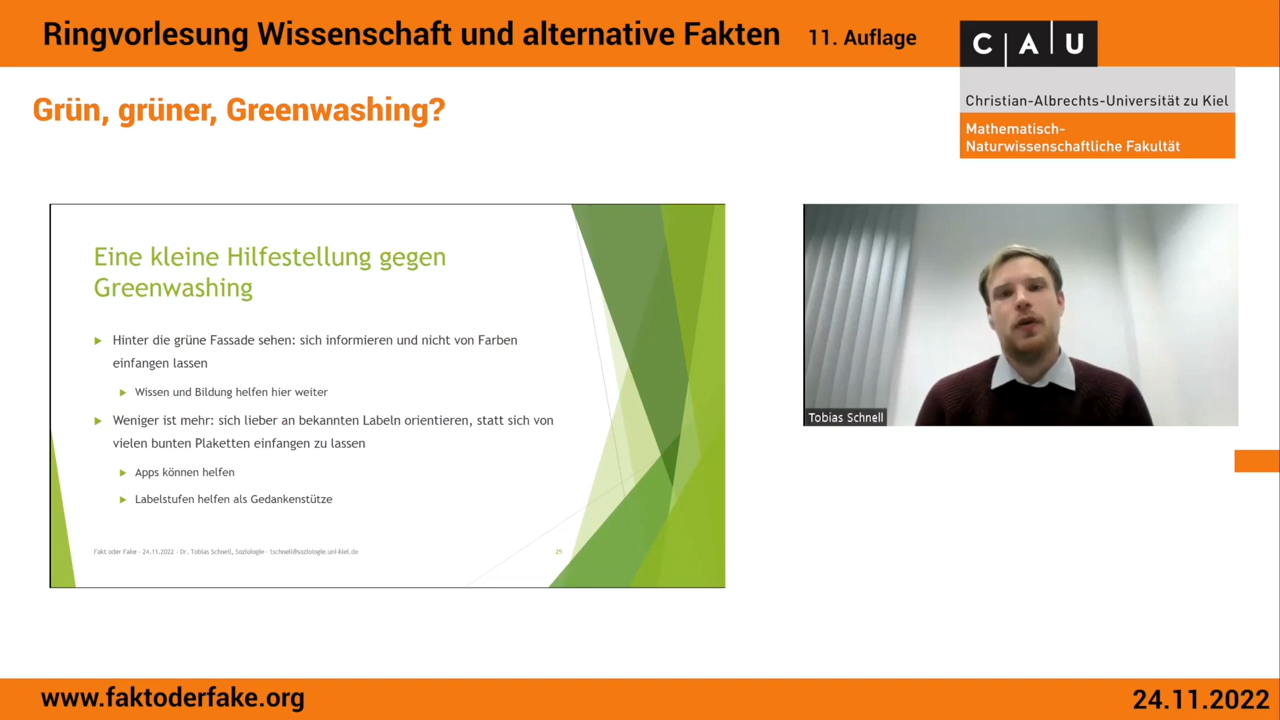 Ringvorlesung Wissenschaft und alternative Fakten 11. Auflage
C A U
Christian-Albrechts-Universität zu Kiel
Mathematisch-
Naturwissenschaftliche Fakultät
Grün, grüner, Greenwashing?
Eine kleine Hilfestellung gegen
Greenwashing
Hinter die grüne Fassade sehen: sich informieren und nicht von Farben
einfangen lassen
Wissen und Bildung helfen hier weiter
Weniger ist mehr: sich lieber an bekannten Labeln orientieren, statt sich von
vielen bunten Plaketten einfangen zu lassen
Apps können helfen
Labelstufen helfen als Gedankenstütze
Fakt oder Fake - 24.11.2022 - Dr. Tobias Schnell, Soziologie - tschnell@soziologie.uni-kiel.de
25
Tobias Schnell
www.faktoderfake.org
24.11.2022